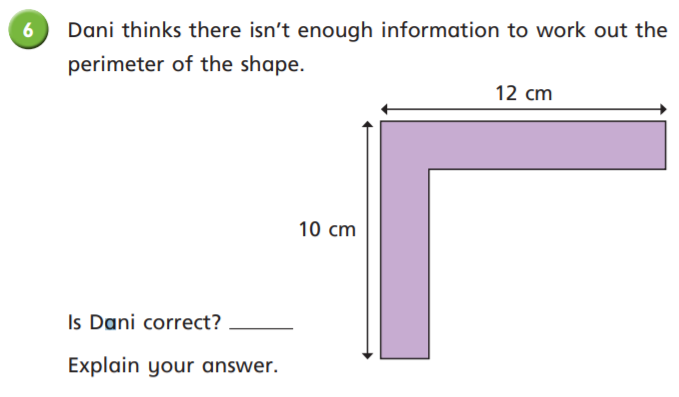 6 Dani thinks there isn't enough information to work out the
perimeter of the shape.
12 cm
10 cm
Is Dani correct? ______
Explain your answer.